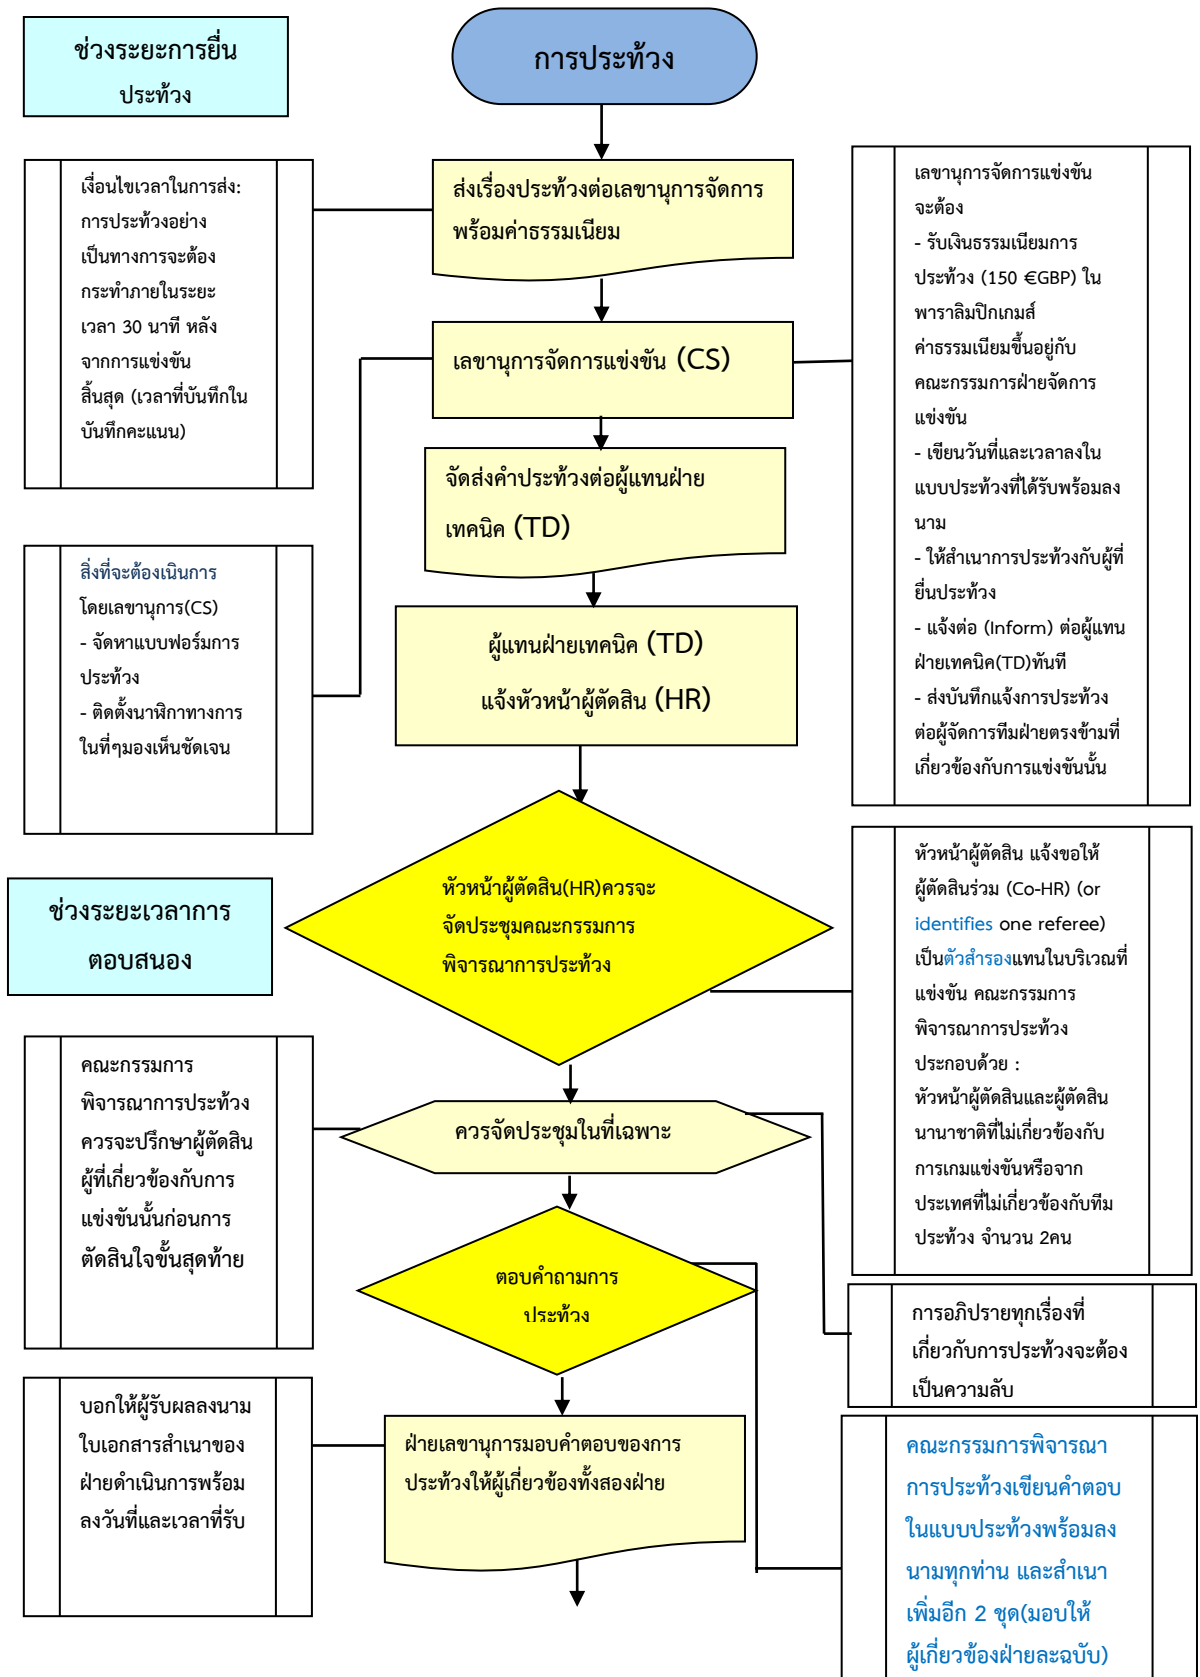 ช่วงระยะการยื่น
ประท้วง
การประท้วง
เงื่อนไขเวลาในการส่ง:
การประท้วงอย่าง
เป็นทางการจะต้อง
กระทำภายในระยะ
เวลา 30 นาที หลัง
จากการแข่งขัน
สิ้นสุด (เวลาที่บันทึกใน
บันทึกคะแนน)
ส่งเรื่องประท้วงต่อเลขานุการจัดการ
พร้อมค่าธรรมเนียม
เลขานุการจัดการแข่งขัน
จะต้อง
- รับเงินธรรมเนียมการ
ประท้วง (150 €GBP) ใน
พาราลิมปิกเกมส์
ค่าธรรมเนียมขึ้นอยู่กับ
คณะกรรมการฝ่ายจัดการ
แข่งขัน
- เขียนวันที่และเวลาลงใน
แบบประท้วงที่ได้รับพร้อมลง
นาม
- ให้สำเนาการประท้วงกับผู้ที่
ยื่นประท้วง
- แจ้งต่อ (Inform) ต่อผู้แทน
ฝ่ายเทคนิค(TD)ทันที
- ส่งบันทึกแจ้งการประท้วง
ต่อผู้จัดการทีมฝ่ายตรงข้ามที่
เกี่ยวข้องกับการแข่งขันนั้น
เลขานุการจัดการแข่งขัน (CS)
จัดส่งคำประท้วงต่อผู้แทนฝ่าย
เทคนิค (TD)
สิ่งที่จะต้องเนินการ
โดยเลขานุการ(CS)
- จัดหาแบบฟอร์มการ
ประท้วง
- ติดตั้งนาฬิกาทางการ
ในที่ๆมองเห็นชัดเจน
ผู้แทนฝ่ายเทคนิค (TD)
แจ้งหัวหน้าผู้ตัดสิน (HR)
หัวหน้าผู้ตัดสิน(HR)ควรจะ
จัดประชุมคณะกรรมการ
พิจารณาการประท้วง
ช่วงระยะเวลาการ
ตอบสนอง
หัวหน้าผู้ตัดสิน แจ้งขอให้
ผู้ตัดสินร่วม (Co-HR) (or
identifies one referee)
เป็นตัวสำรองแทนในบริเวณที่
แข่งขัน คณะกรรมการ
พิจารณาการประท้วง
ประกอบด้วย :
หัวหน้าผู้ตัดสินและผู้ตัดสิน
นานาชาติที่ไม่เกี่ยวข้องกับ
การเกมแข่งขันหรือจาก
ประเทศที่ไม่เกี่ยวข้องกับทีม
ประท้วง จำนวน 2คน
คณะกรรมการ
พิจารณาการประท้วง
ควรจะปรึกษาผู้ตัดสิน
ผู้ที่เกี่ยวข้องกับการ
แข่งขันนั้นก่อนการ
ตัดสินใจขั้นสุดท้าย
ควรจัดประชุมในที่เฉพาะ
ตอบคำถามการ
ประท้วง
การอภิปรายทุกเรื่องที่
เกี่ยวกับการประท้วงจะต้อง
เป็นความลับ
บอกให้ผู้รับผลลงนาม
ใบเอกสารสำเนาของ
ฝ่ายดำเนินการพร้อม
ลงวันที่และเวลาที่รับ
ฝ่ายเลขานุการมอบคำตอบของการ
ประท้วงให้ผู้เกี่ยวข้องทั้งสองฝ่าย
คณะกรรมการพิจารณา
การประท้วงเขียนคำตอบ
ในแบบประท้วงพร้อมลง
นามทุกท่าน และสำเนา
เพิ่มอีก 2 ชุด(มอบให้
ผู้เกี่ยวข้องฝ่ายละฉบับ)